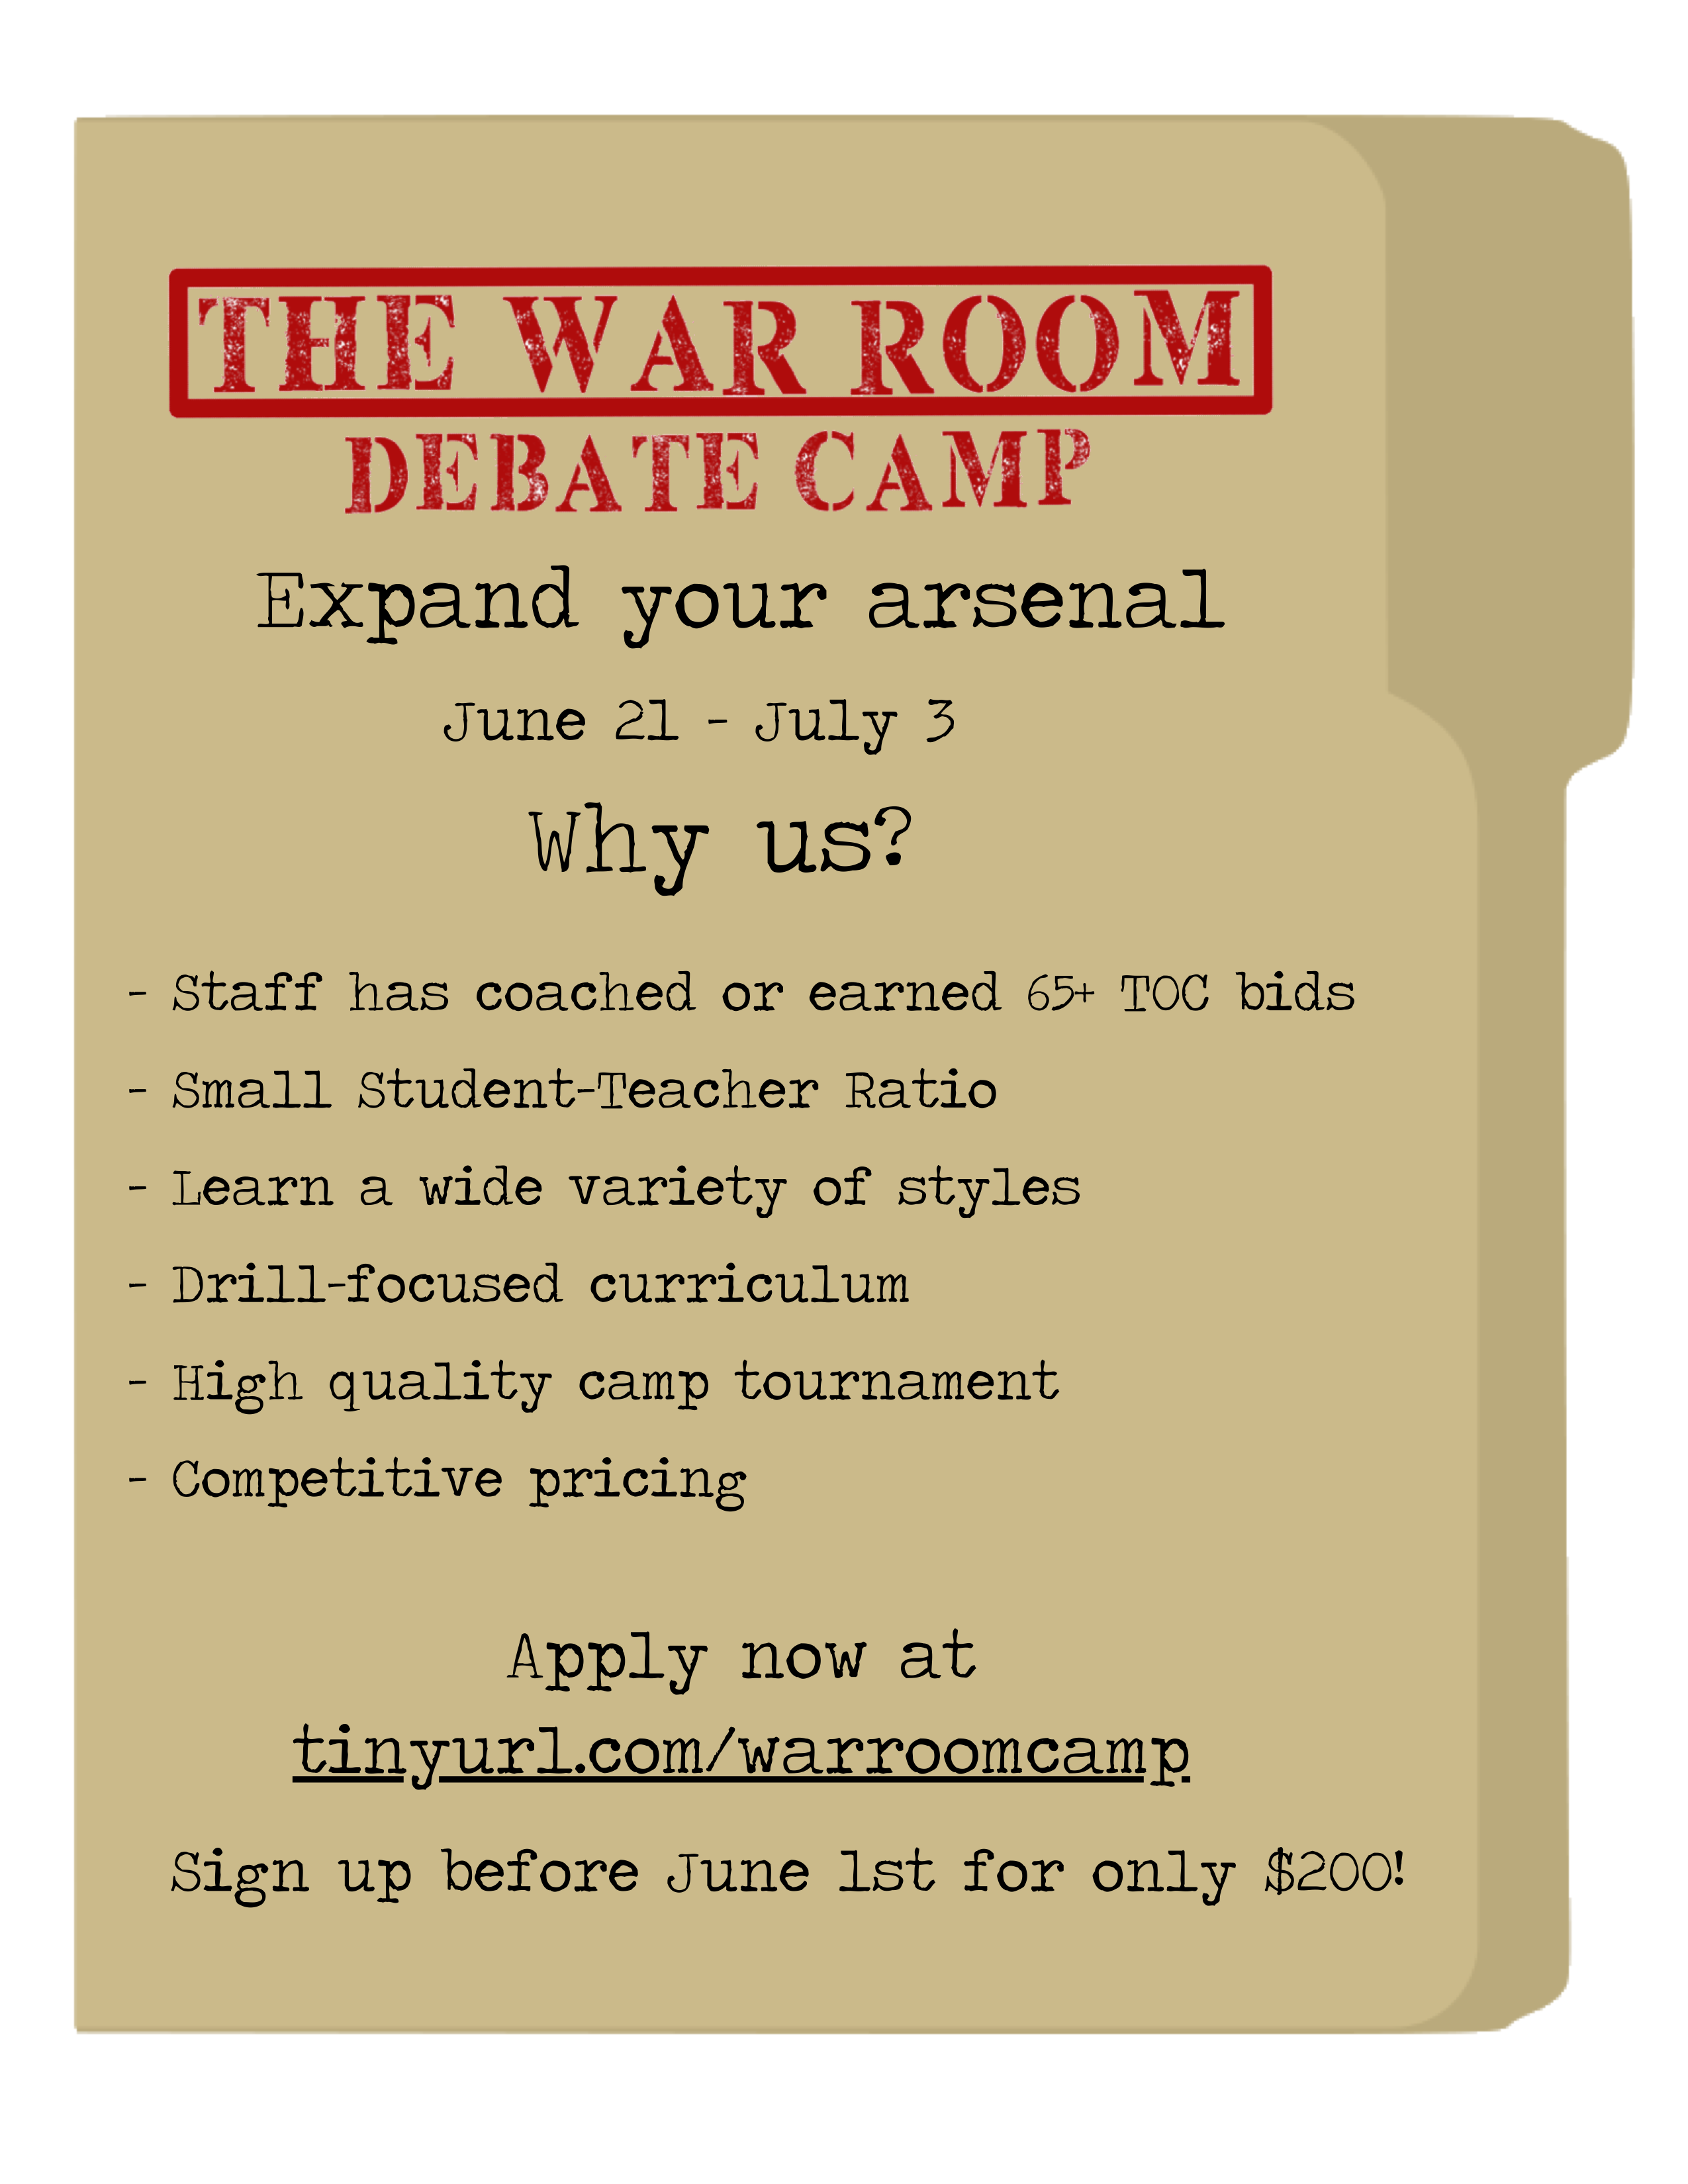 THE WAR ROOM
DEBATE CAMP
Expand your arsenal
June 21 - July 3
Why us?
- Staff has coached or earned 65+ TOC bids
- Small Student-Teacher Ratio
- Learn a wide variety of styles
- Drill-focused curriculum
- High quality camp tournament
- Competitive pricing
Apply now at
tinyurl.com/warroomcamp
Sign up before June 1st for only $200!